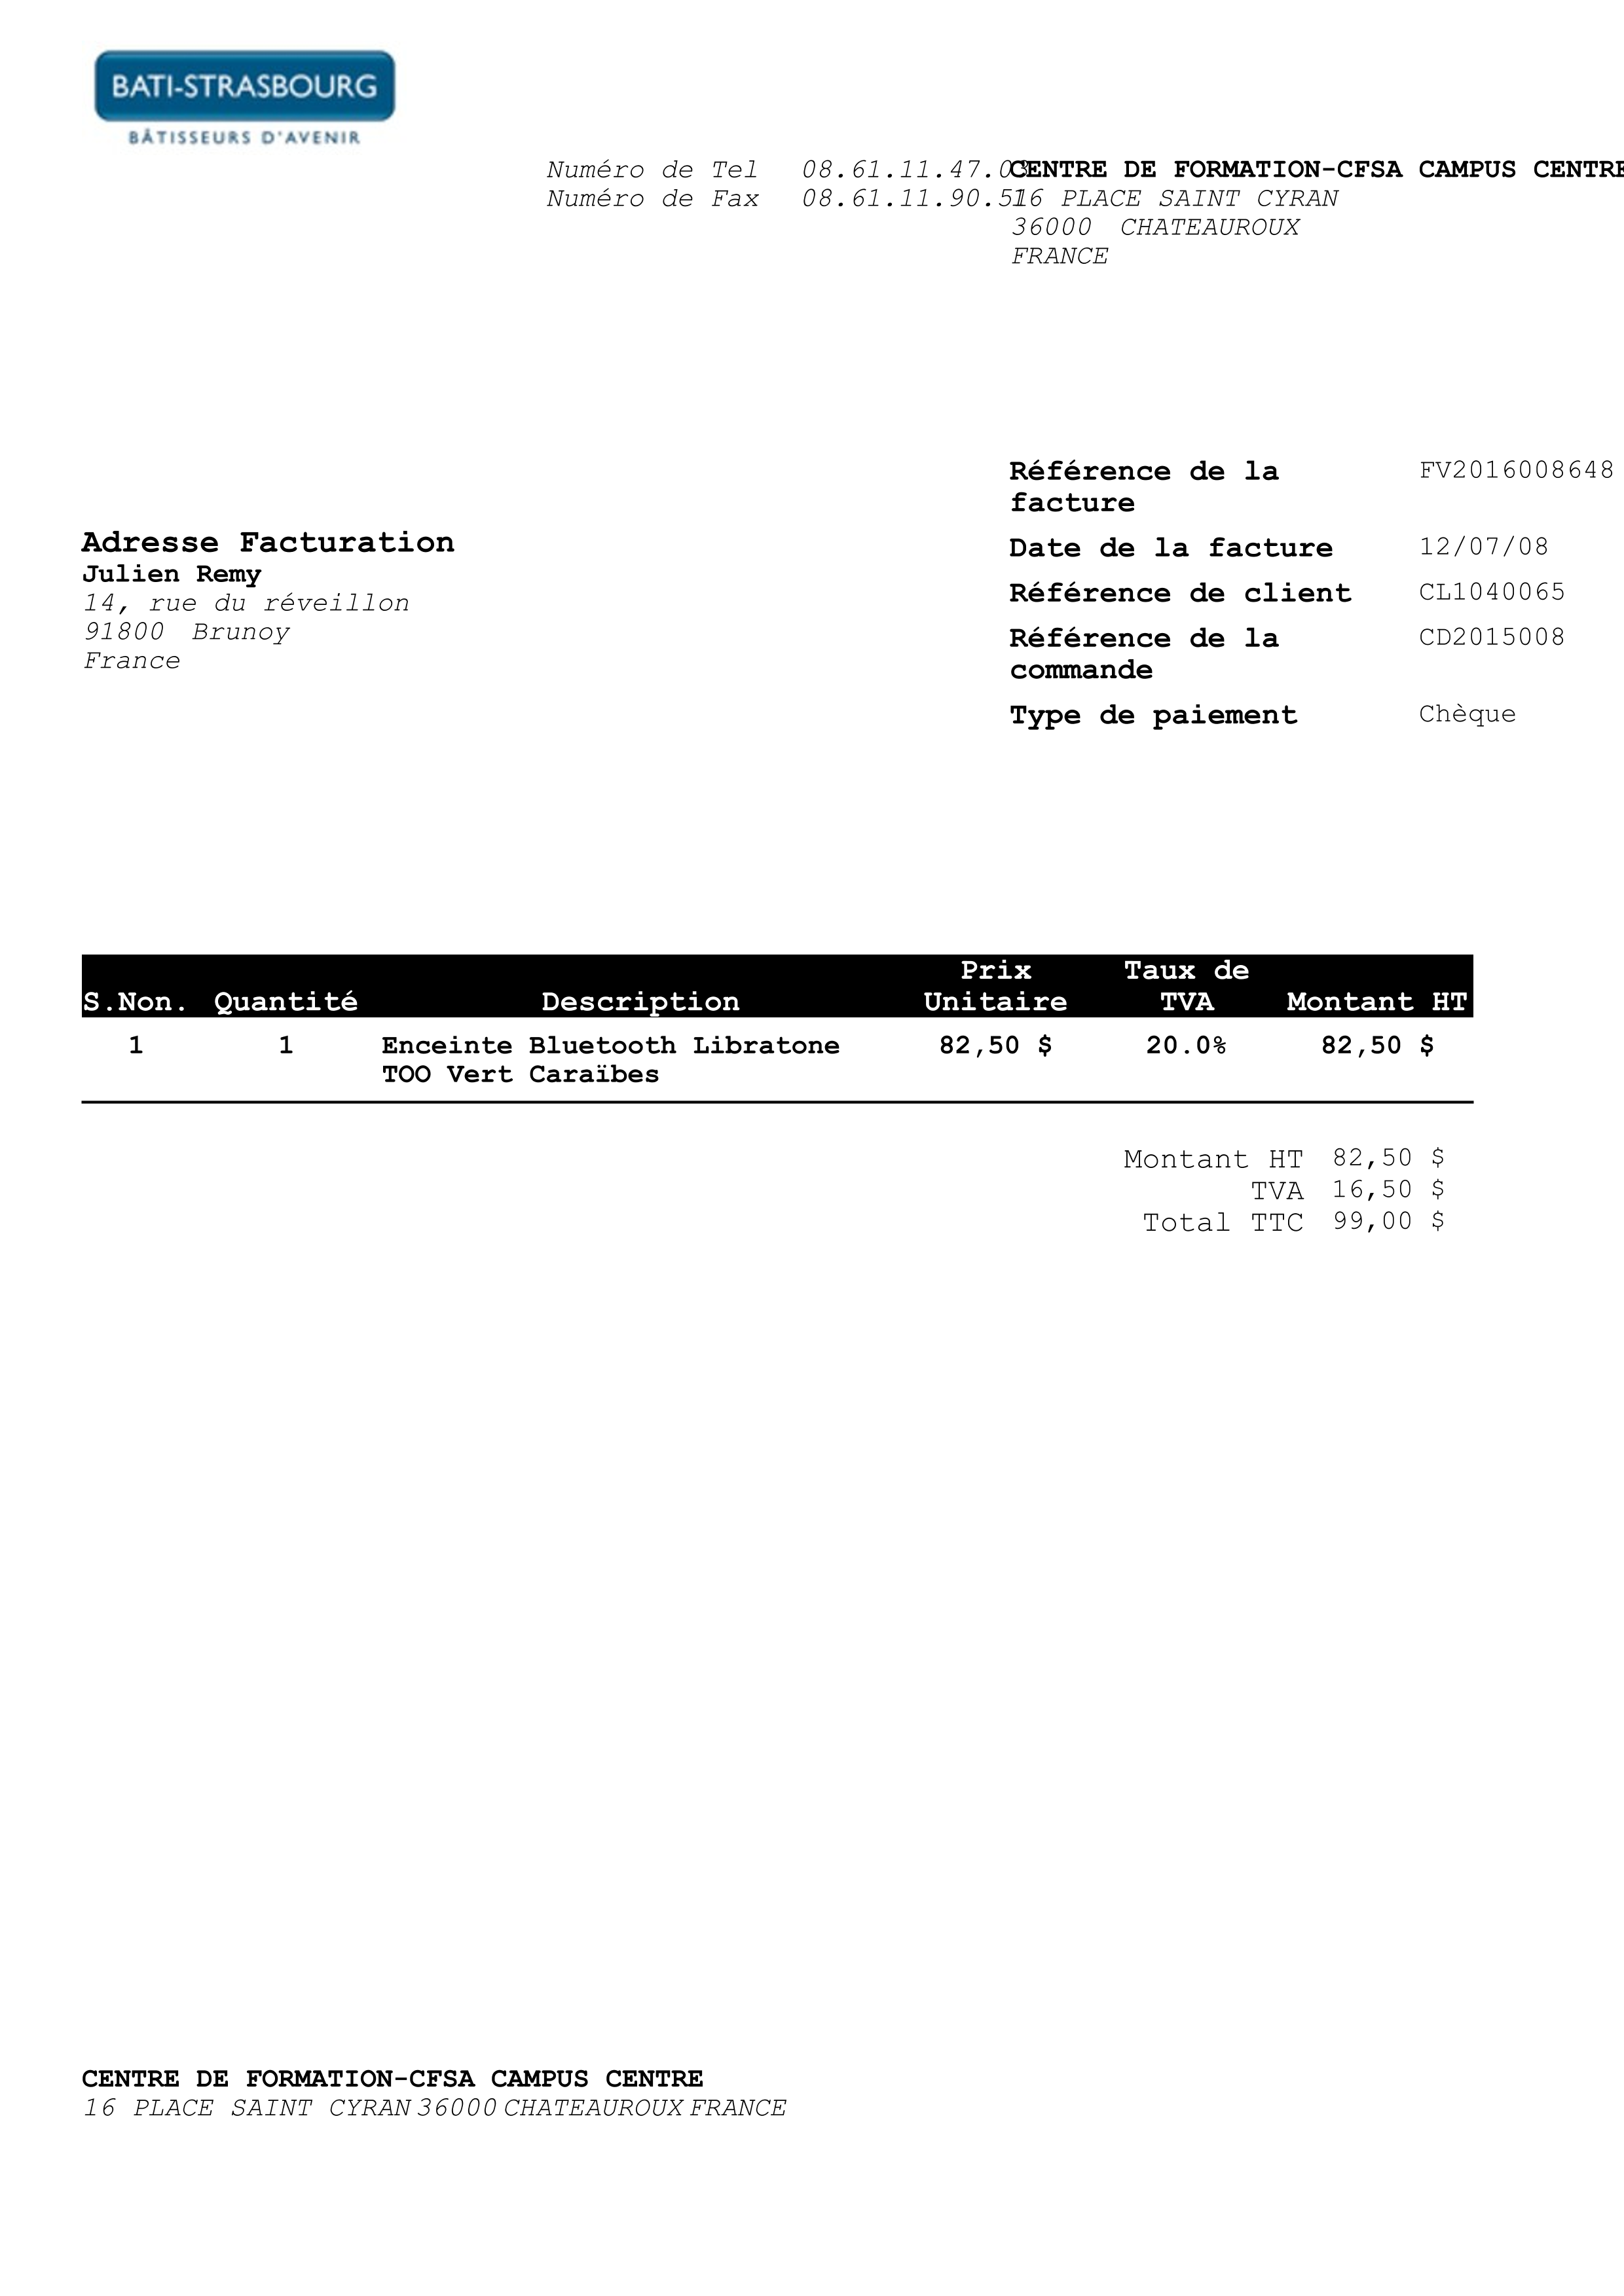 BATI-STRASBOURG
BÂTISSEURS D'AVENIR
Numéro de Tel 08.61.11.47.03
Numéro de Fax 08.61.11.90.51
CENTRE DE FORMATION-CFSA CAMPUS CENTRE
16 PLACE SAINT CYRAN
36000 CHATEAUROUX
FRANCE
Référence de la facture FV2016008648
Date de la facture 12/07/08
Référence de client CL1040065
Référence de la commande CD2015008
Type de paiement Chèque
Adresse Facturation
Julien Remy
14, rue du réveillon
91800 Brunoy
France
S.Non. Quantité Description Prix Unitaire Taux de TVA Montant HT
1 1 Enceinte Bluetooth Libratone 82,50 $ 20.0% 82,50 $
TOO Vert Caraïbes
Montant HT 82,50 $
TVA 16,50 $
Total TTC 99,00 $
CENTRE DE FORMATION-CFSA CAMPUS CENTRE
16 PLACE SAINT CYRAN 36000 CHATEAUROUX FRANCE